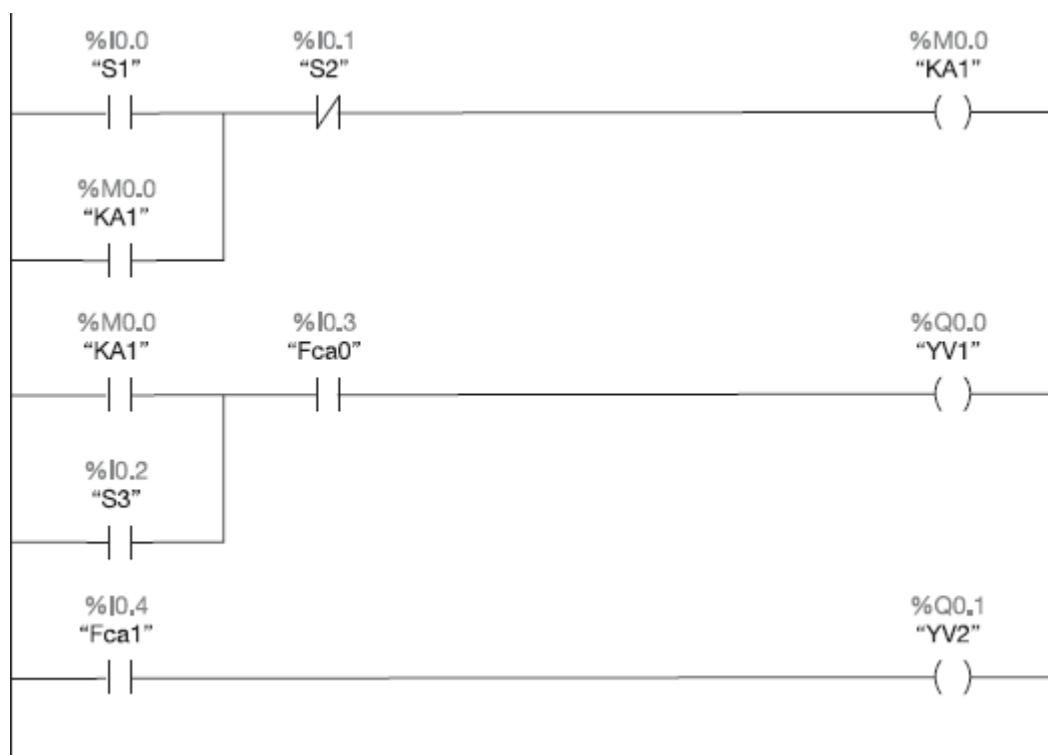 %I0.0 %I0.1 %M0.0
“S1” “S2” “KA1”
%M0.0
“KA1”
%M0.0 %I0.3 %Q0.0
“KA1” “Fca0” “YV1”
%I0.2
“S3”
%I0.4 %Q0.1
“Fca1” “YV2”